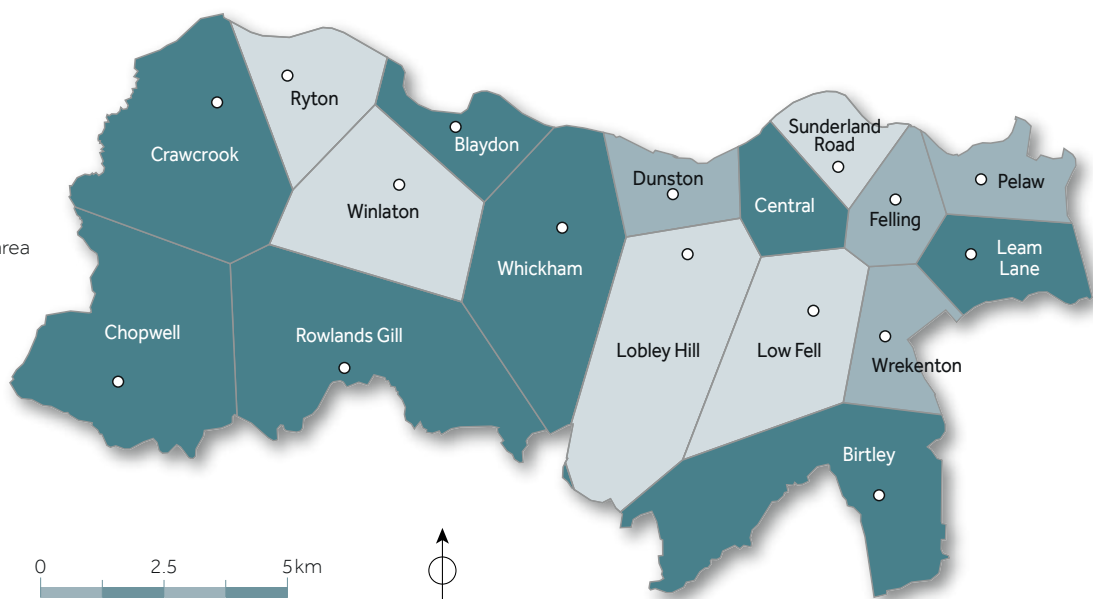 Ryton
Crawcrook
Blaydon
Winlaton
Sunderland
Road
Dunston
Pelaw
Central
Felling
area
Whickham
Leam
Lane
Chopwell
Rowlands Gill
Lobley Hill
Low Fell
Wrekenton
Birtley
0 2.5 5km